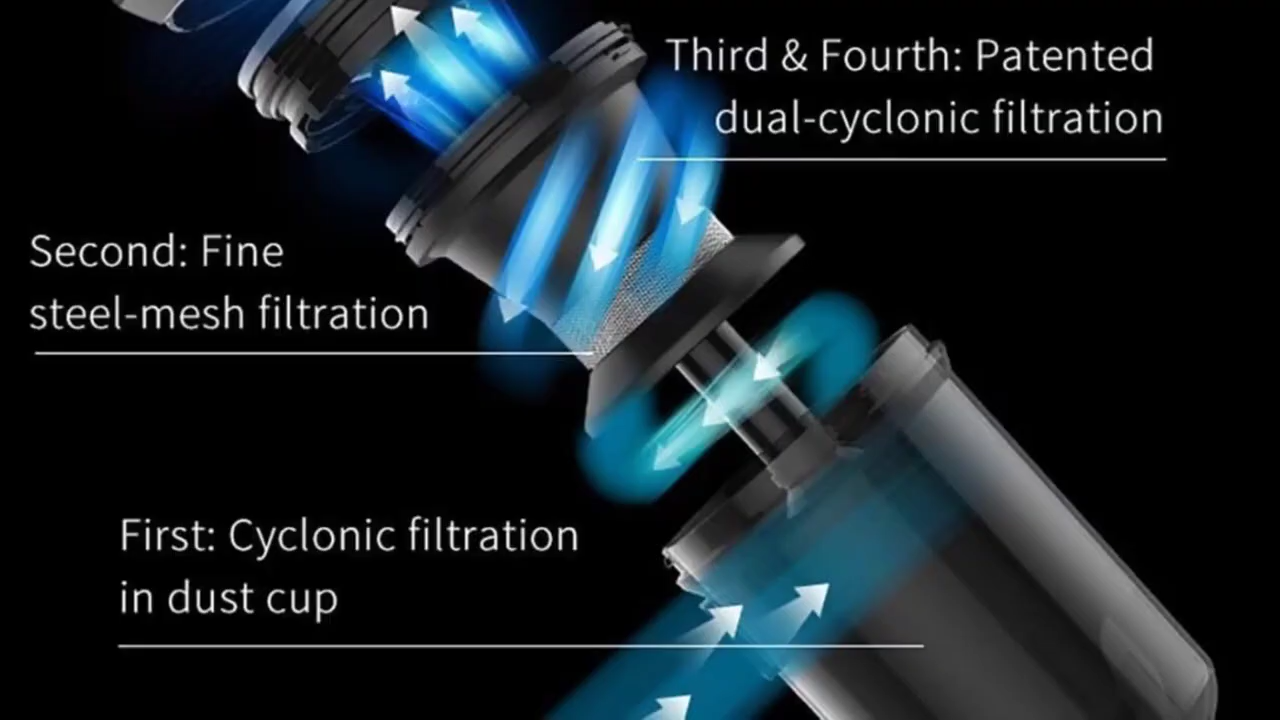 Third & Fourth: Patented
dual-cyclonic filtration
Second: Fine
steel-mesh filtration
First: Cyclonic filtration
in dust cup